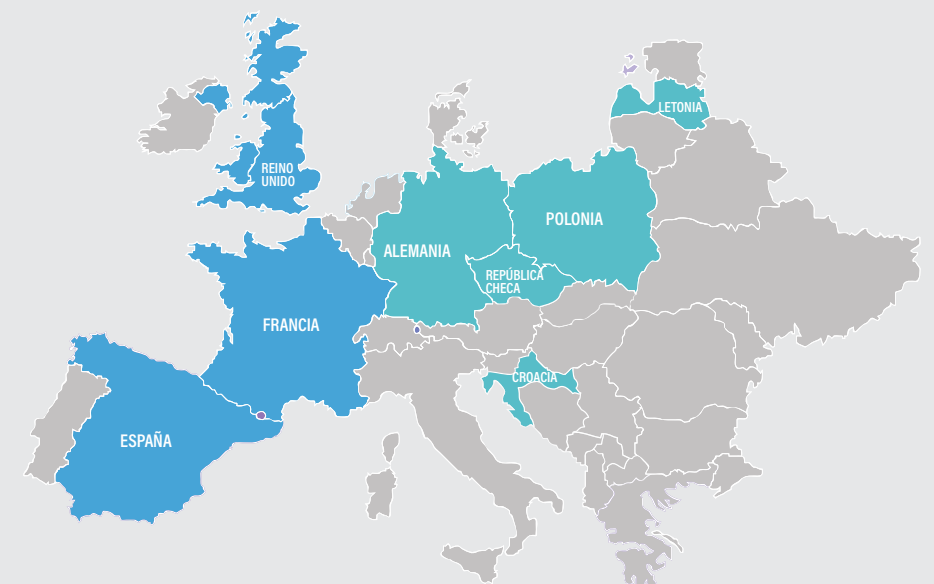 LETONIA
REINO
UNIDO
POLONIA
ALEMANIA
REPÚBLICA
CHECA
FRANCIA
CROACIA
ESPAÑA